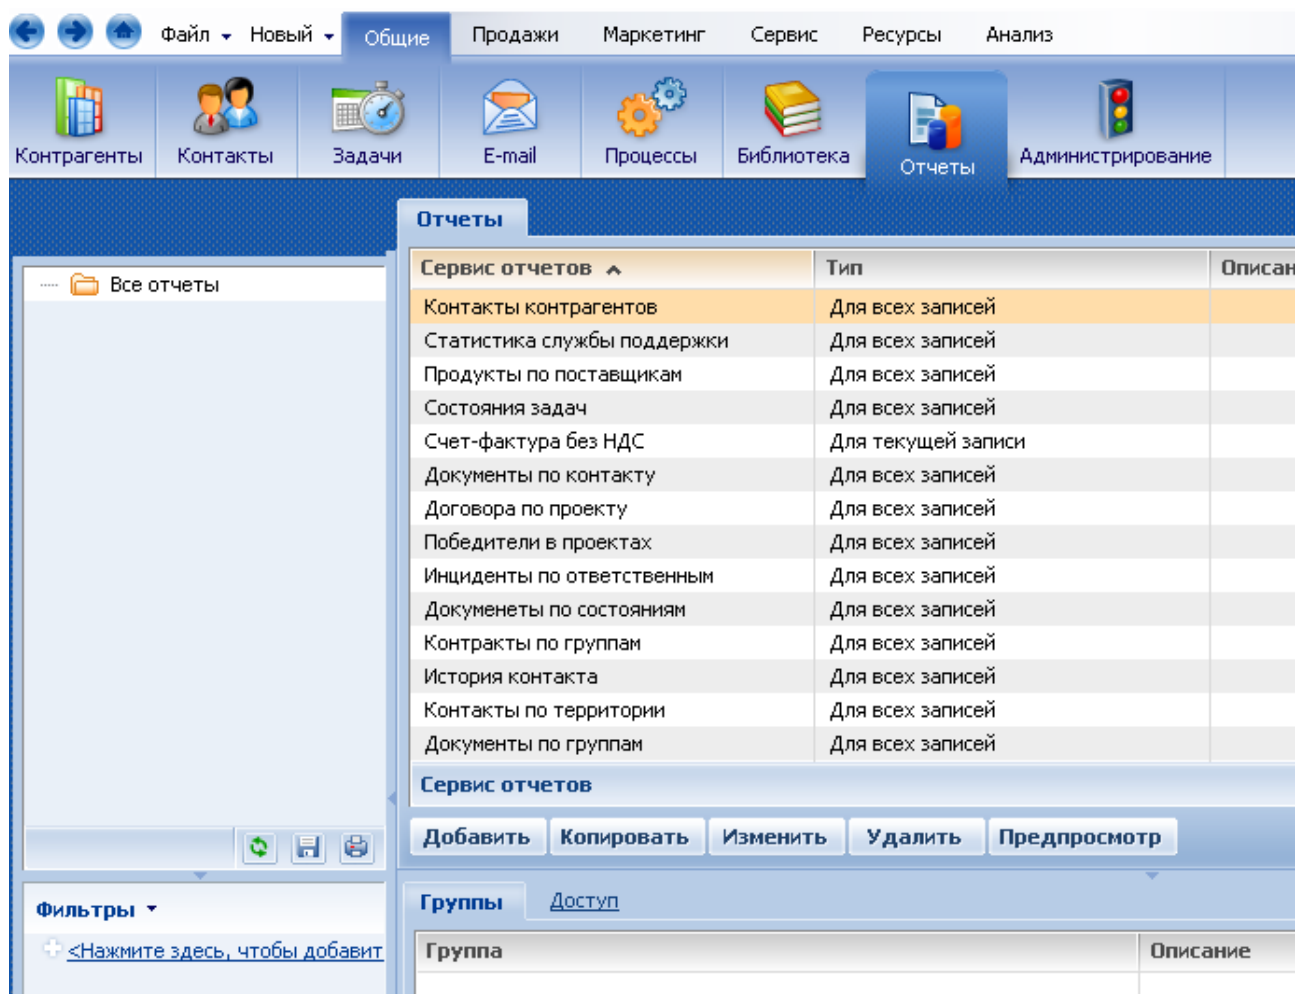 Файл Новый Общие Продажи Маркетинг Сервис Ресурсы Анализ
Контрагенты Контакты Задачи E-mail Процессы Библиотека Отчеты Администрирование
Отчеты
Все отчеты
Сервис отчетов Тип Описан
Контакты контрагентов Для всех записей
Статистика службы поддержки Для всех записей
Продукты по поставщикам Для всех записей
Состояния задач Для всех записей
Счет-фактура без НДС Для текущей записи
Документы по контакту Для всех записей
Договора по проекту Для всех записей
Победители в проектах Для всех записей
Инциденты по ответственным Для всех записей
Докуменеты по состояниям Для всех записей
Контракты по группам Для всех записей
История контакта Для всех записей
Контакты по территории Для всех записей
Документы по группам Для всех записей
Сервис отчетов
Добавить Копировать Изменить Удалить Предпросмотр
Фильтры
<Нажмите здесь, чтобы добавит
Группы Доступ
Группа Описание